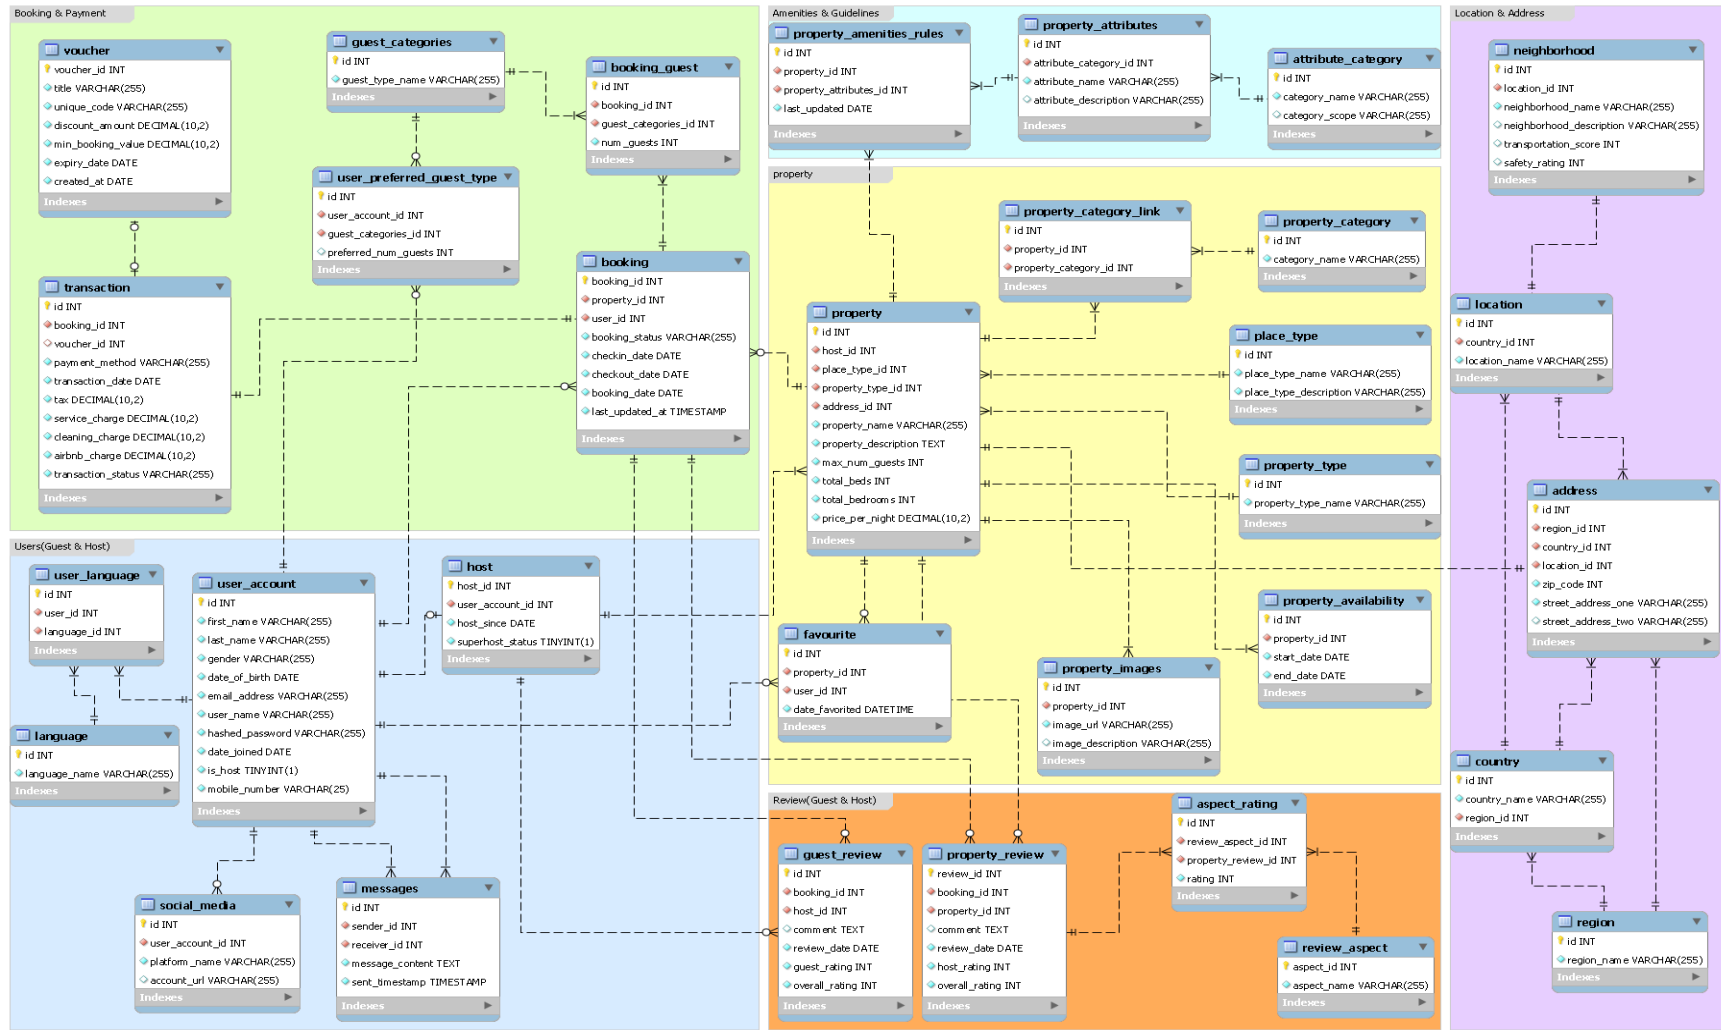 Booking & Payment
voucher
voucher_id INT
title VARCHAR(255)
unique_code VARCHAR(255)
discount_amount DECIMAL(10,2)
min_booking_value DECIMAL(10,2)
expiry_date DATE
created_at DATE
Indexes
guest_categories
id INT
guest_type_name VARCHAR(255)
Indexes
booking_guest
id INT
booking_id INT
guest_categories_id INT
num_guests INT
Indexes
user_preferred_guest_type
id INT
user_account_id INT
guest_categories_id INT
preferred_num_guests INT
Indexes
transaction
id INT
booking_id INT
voucher_id INT
payment_method VARCHAR(255)
transaction_date DATE
tax DECIMAL(10,2)
service_charge DECIMAL(10,2)
cleaning_charge DECIMAL(10,2)
airbnb_charge DECIMAL(10,2)
transaction_status VARCHAR(255)
Indexes
booking
booking_id INT
property_id INT
user_id INT
booking_status VARCHAR(255)
checkin_date DATE
checkout_date DATE
booking_date DATE
last_updated_at TIMESTAMP
Indexes
Amenities & Guidelines
property_amenities_rules
id INT
property_id INT
property_attributes_id INT
last_updated DATE
Indexes
property_attributes
id INT
attribute_category_id INT
attribute_name VARCHAR(255)
attribute_description VARCHAR(255)
Indexes
attribute_category
id INT
category_name VARCHAR(255)
category_scope VARCHAR(255)
Indexes
property
property_category_link
id INT
property_id INT
property_category_id INT
Indexes
property_category
id INT
category_name VARCHAR(255)
Indexes
property
id INT
host_id INT
place_type_id INT
property_type_id INT
address_id INT
property_name VARCHAR(255)
property_description TEXT
max_num_guests INT
total_beds INT
total_bedrooms INT
price_per_night DECIMAL(10,2)
Indexes
place_type
id INT
place_type_name VARCHAR(255)
place_type_description VARCHAR(255)
Indexes
property_type
id INT
property_type_name VARCHAR(255)
Indexes
property_availability
id INT
property_id INT
start_date DATE
end_date DATE
Indexes
favourite
id INT
property_id INT
user_id INT
date_favorited DATETIME
Indexes
property_images
id INT
property_id INT
image_url VARCHAR(255)
image_description VARCHAR(255)
Indexes
Location & Address
neighborhood
id INT
location_id INT
neighborhood_name VARCHAR(255)
neighborhood_description VARCHAR(255)
transportation_score INT
safety_rating INT
Indexes
location
id INT
country_id INT
location_name VARCHAR(255)
Indexes
address
id INT
region_id INT
country_id INT
location_id INT
zip_code INT
street_address_one VARCHAR(255)
street_address_two VARCHAR(255)
Indexes
country
id INT
country_name VARCHAR(255)
region_id INT
Indexes
region
id INT
region_name VARCHAR(255)
Indexes
Users(Guest & Host)
user_language
id INT
user_id INT
language_id INT
Indexes
language
id INT
language_name VARCHAR(255)
Indexes
user_account
id INT
first_name VARCHAR(255)
last_name VARCHAR(255)
gender VARCHAR(255)
date_of_birth DATE
email_address VARCHAR(255)
user_name VARCHAR(255)
hashed_password VARCHAR(255)
date_joined DATE
is_host TINYINT(1)
mobile_number VARCHAR(25)
Indexes
host
host_id INT
user_account_id INT
host_since DATE
superhost_status TINYINT(1)
Indexes
social_media
id INT
user_account_id INT
platform_name VARCHAR(255)
account_url VARCHAR(255)
Indexes
messages
id INT
sender_id INT
receiver_id INT
message_content TEXT
sent_timestamp TIMESTAMP
Indexes
Review(Guest & Host)
guest_review
id INT
booking_id INT
host_id INT
comment TEXT
review_date DATE
guest_rating INT
overall_rating INT
Indexes
property_review
review_id INT
booking_id INT
property_id INT
comment TEXT
review_date DATE
host_rating INT
overall_rating INT
Indexes
aspect_rating
id INT
review_aspect_id INT
property_review_id INT
rating INT
Indexes
review_aspect
aspect_id INT
aspect_name VARCHAR(255)
Indexes